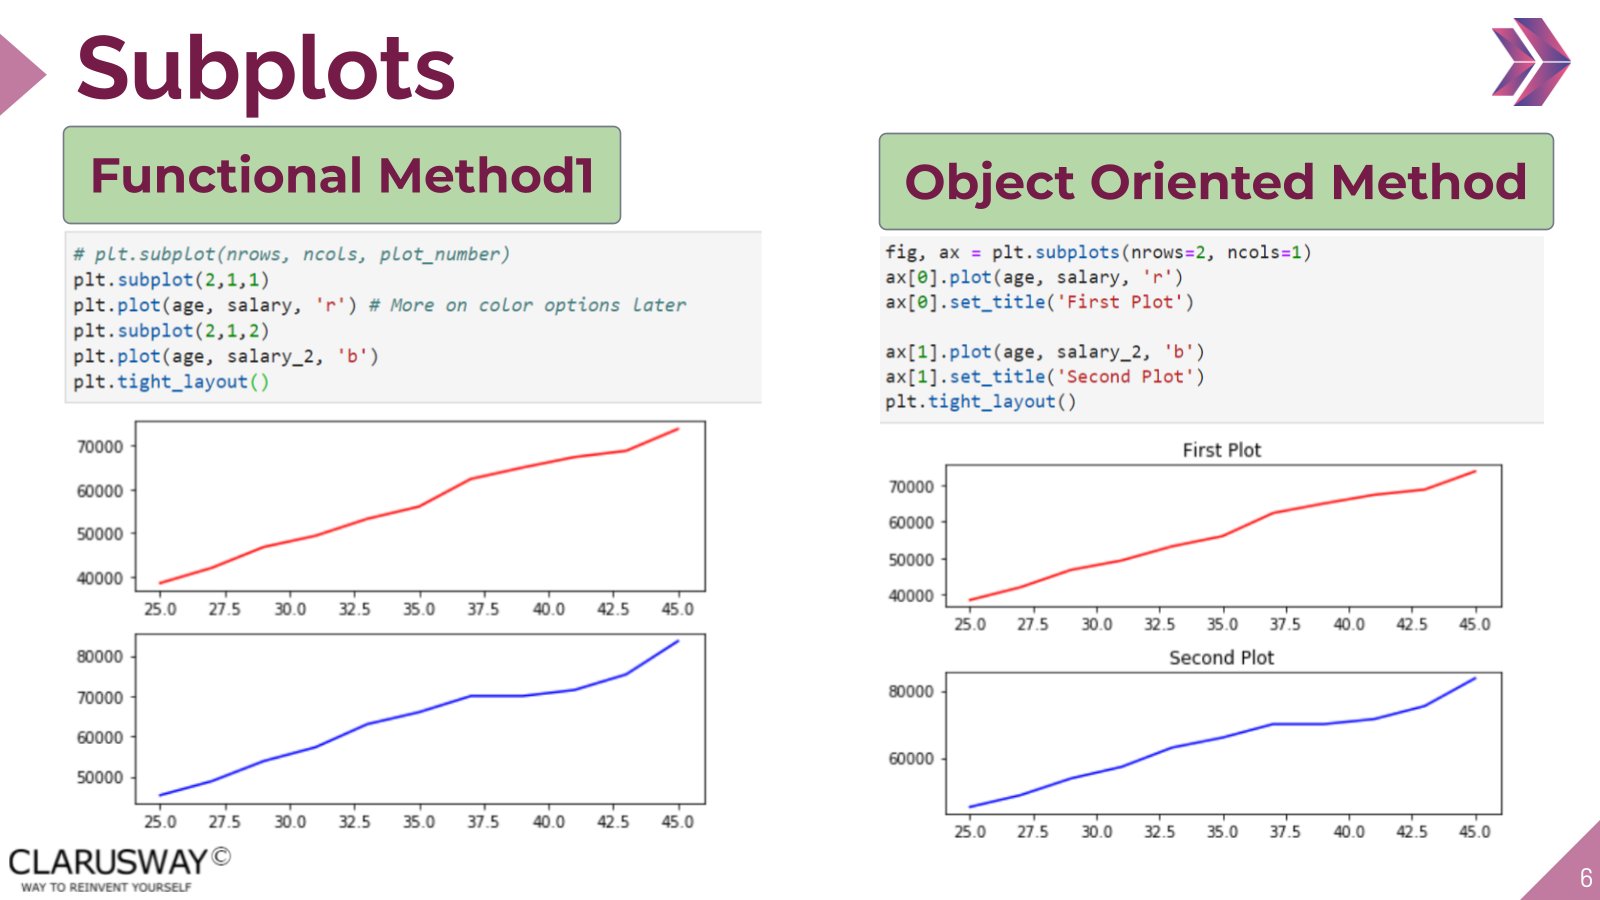 Subplots
Functional Method1
# plt.subplot(nrows, ncols, plot_number)
plt.subplot(2,1,1)
plt.plot(age, salary, 'r') # More on color options later
plt.subplot(2,1,2)
plt.plot(age, salary_2, 'b')
plt.tight_layout()
70000
60000
50000
40000
25.0 27.5 30.0 32.5 35.0 37.5 40.0 42.5 45.0
80000
70000
60000
50000
25.0 27.5 30.0 32.5 35.0 37.5 40.0 42.5 45.0
Object Oriented Method
fig, ax = plt.subplots(nrows=2, ncols=1)
ax[0].plot(age, salary, 'r')
ax[0].set_title('First Plot')
ax[1].plot(age, salary_2, 'b')
ax[1].set_title('Second Plot')
plt.tight_layout()
First Plot
70000
60000
50000
40000
25.0 27.5 30.0 32.5 35.0 37.5 40.0 42.5 45.0
Second Plot
80000
60000
25.0 27.5 30.0 32.5 35.0 37.5 40.0 42.5 45.0
CLARUSWAY©
WAY TO REINVENT YOURSELF
6